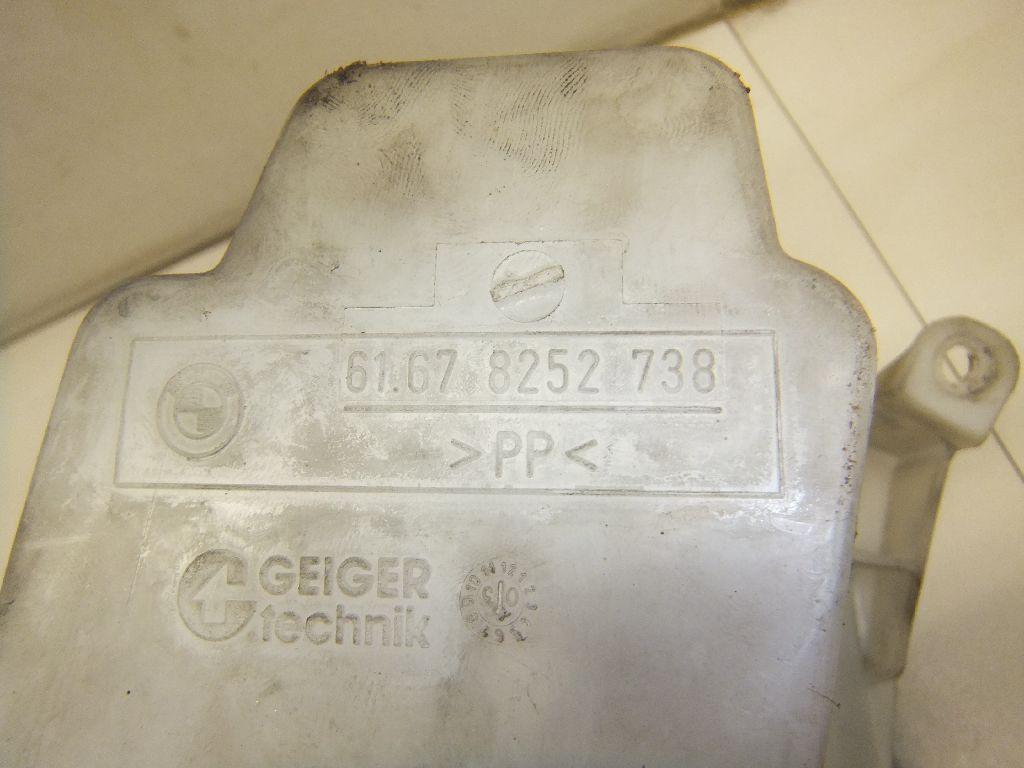 61.67 8252 738
>PP<
GEIGER
technik